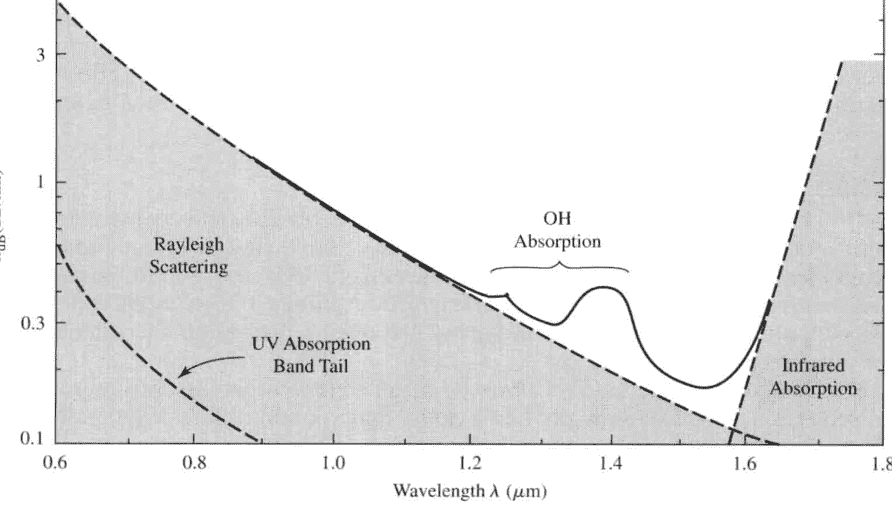 3
1
0.3
0.1
Rayleigh
Scattering
UV Absorption
Band Tail
OH
Absorption
Infrared
Absorption
0.6
0.8
1.0
1.2
1.4
1.6
1.8
Wavelength λ (μm)